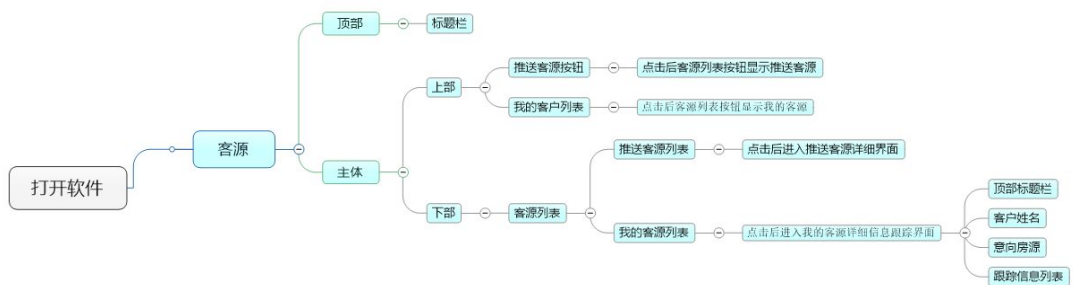 打开软件
客源
顶部
标题栏
主体
上部
推送客源按钮
点击后客源列表按钮显示推送客源
我的客户列表
点击后客源列表按钮显示我的客源
下部
客源列表
推送客源列表
点击后进入推送客源详细界面
我的客源列表
点击后进入我的客源详细信息跟踪界面
顶部标题栏
客户姓名
意向房源
跟踪信息列表